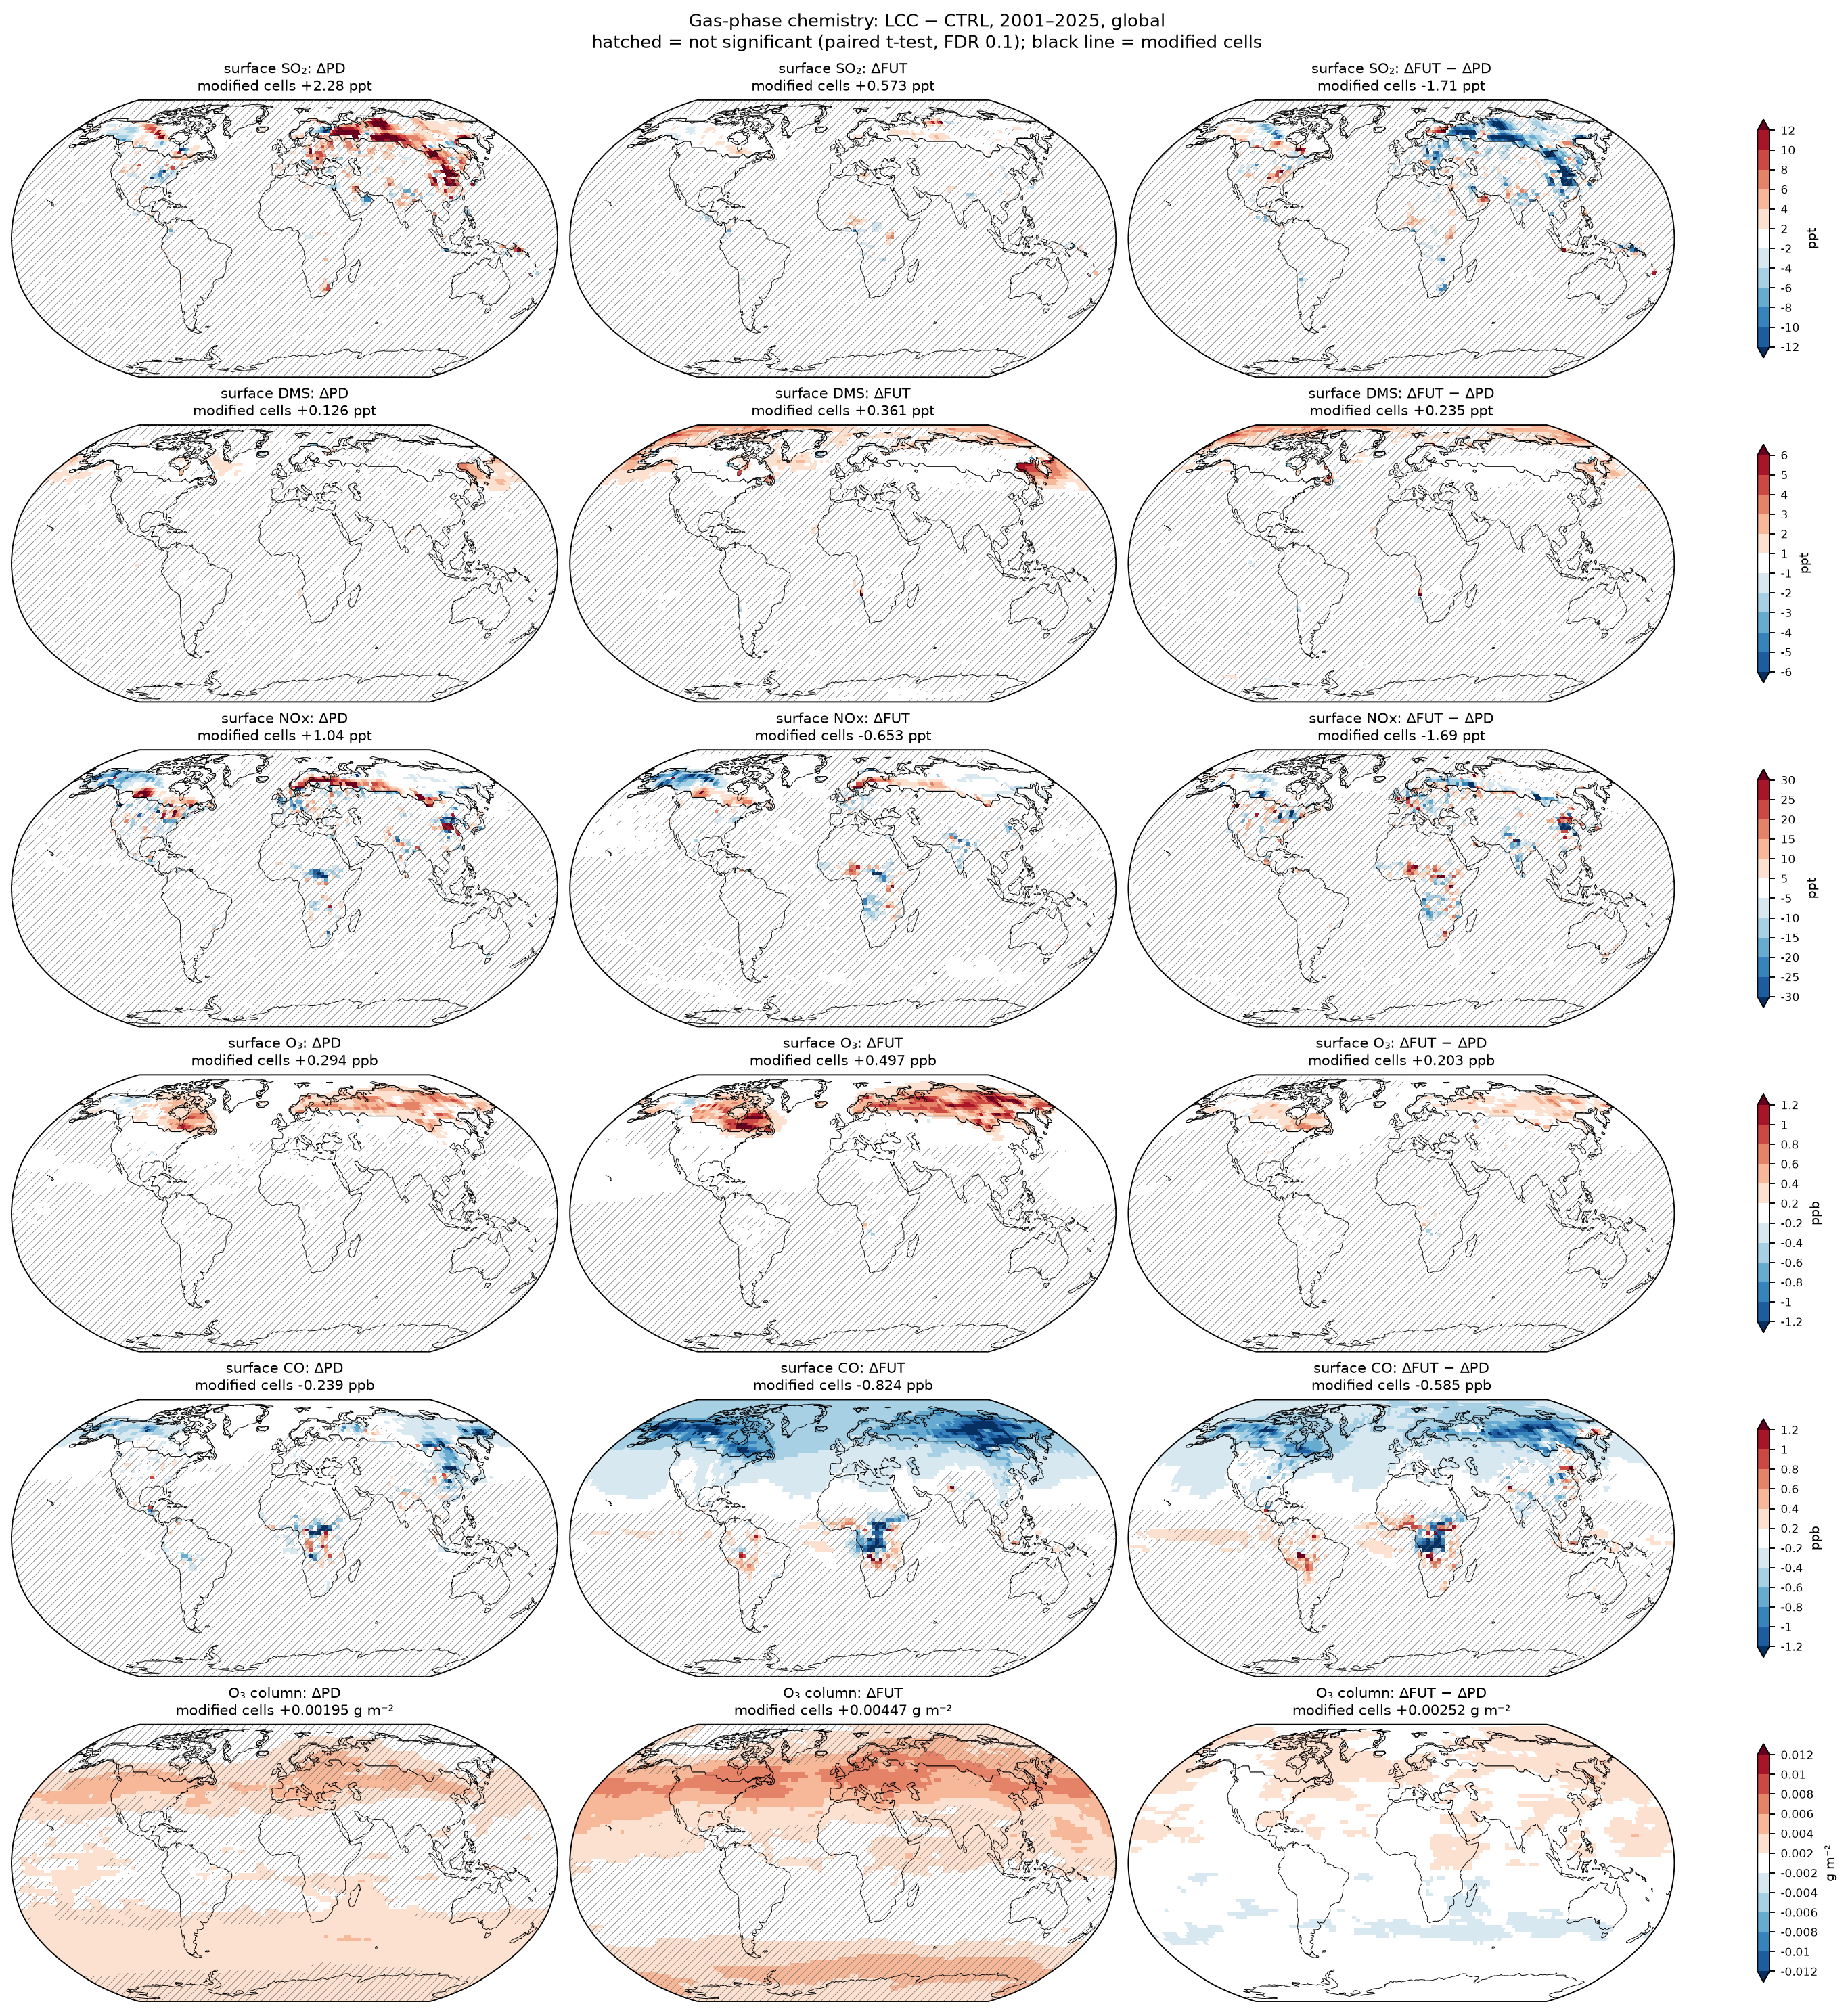 Gas-phase chemistry: LCC − CTRL, 2001–2025, global
hatched = not significant (paired t-test, FDR 0.1); black line = modified cells
surface SO₂: ΔPD
modified cells +2.28 ppt
surface SO₂: ΔFUT
modified cells +0.573 ppt
surface SO₂: ΔFUT − ΔPD
modified cells -1.71 ppt
12
10
8
6
4
2
-2
-4
-6
-8
-10
-12
ppt
surface DMS: ΔPD
modified cells +0.126 ppt
surface DMS: ΔFUT
modified cells +0.361 ppt
surface DMS: ΔFUT − ΔPD
modified cells +0.235 ppt
6
5
4
3
2
1
-1
-2
-3
-4
-5
-6
ppt
surface NOx: ΔPD
modified cells +1.04 ppt
surface NOx: ΔFUT
modified cells -0.653 ppt
surface NOx: ΔFUT − ΔPD
modified cells -1.69 ppt
30
25
20
15
10
5
-5
-10
-15
-20
-25
-30
ppt
surface O₃: ΔPD
modified cells +0.294 ppb
surface O₃: ΔFUT
modified cells +0.497 ppb
surface O₃: ΔFUT − ΔPD
modified cells +0.203 ppb
1.2
1
0.8
0.6
0.4
0.2
-0.2
-0.4
-0.6
-0.8
-1
-1.2
ppb
surface CO: ΔPD
modified cells -0.239 ppb
surface CO: ΔFUT
modified cells -0.824 ppb
surface CO: ΔFUT − ΔPD
modified cells -0.585 ppb
1.2
1
0.8
0.6
0.4
0.2
-0.2
-0.4
-0.6
-0.8
-1
-1.2
ppb
O₃ column: ΔPD
modified cells +0.00195 g m⁻²
O₃ column: ΔFUT
modified cells +0.00447 g m⁻²
O₃ column: ΔFUT − ΔPD
modified cells +0.00252 g m⁻²
0.012
0.01
0.008
0.006
0.004
0.002
-0.002
-0.004
-0.006
-0.008
-0.01
-0.012
g m⁻²